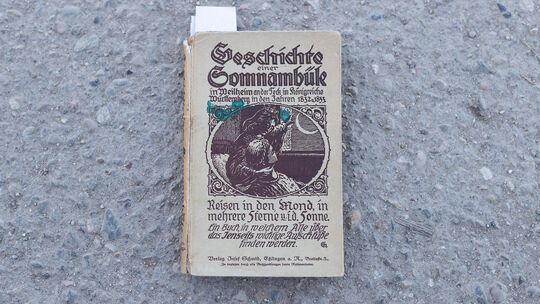 Geschichte
einer
Somnambüle
in Weilheim an der Teck im Königreiche
Württemberg in den Jahren 1832 u. 1833
Reisen in den Mond, in
mehrere Sterne u. i. d. Sonne.
Ein Buch, in welchem Alle über
das Jenseits wichtige Aufschlüße
finden werden.
Verlag Josef Schmid, Eßlingen a. N.,